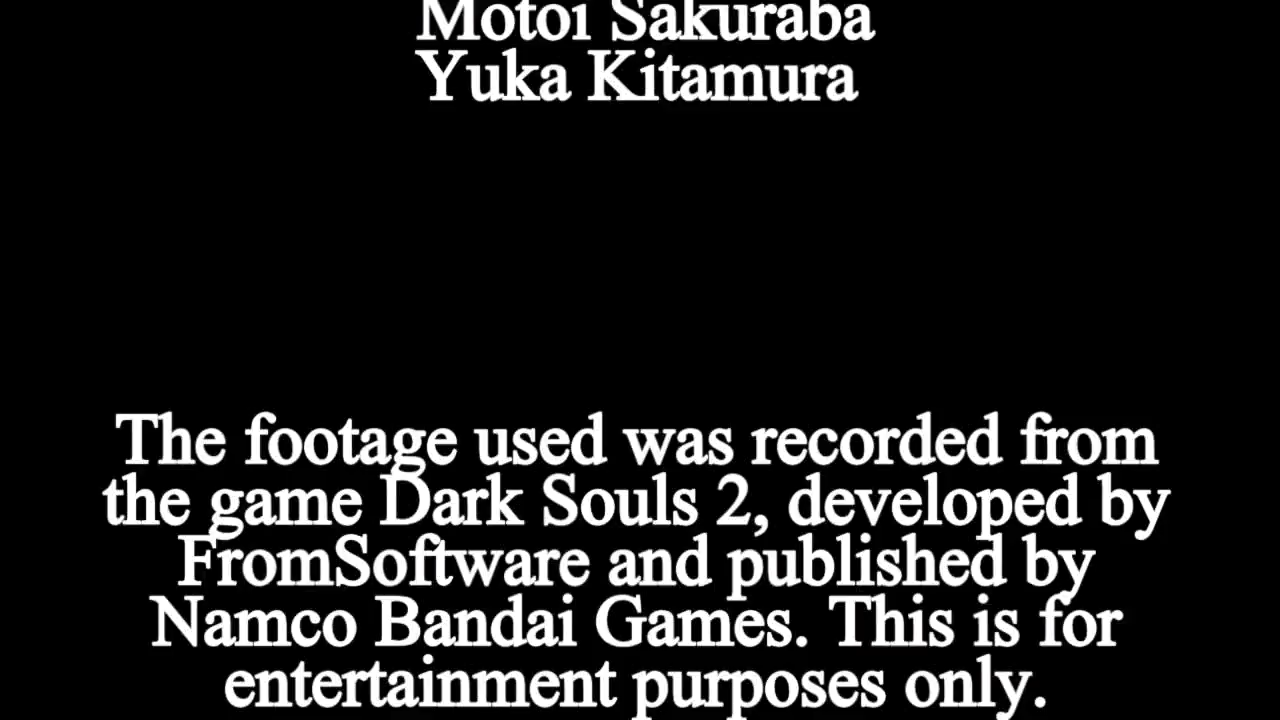 Motoi Sakuraba
Yuka Kitamura
The footage used was recorded from
the game Dark Souls 2, developed by
FromSoftware and published by
Namco Bandai Games. This is for
entertainment purposes only.